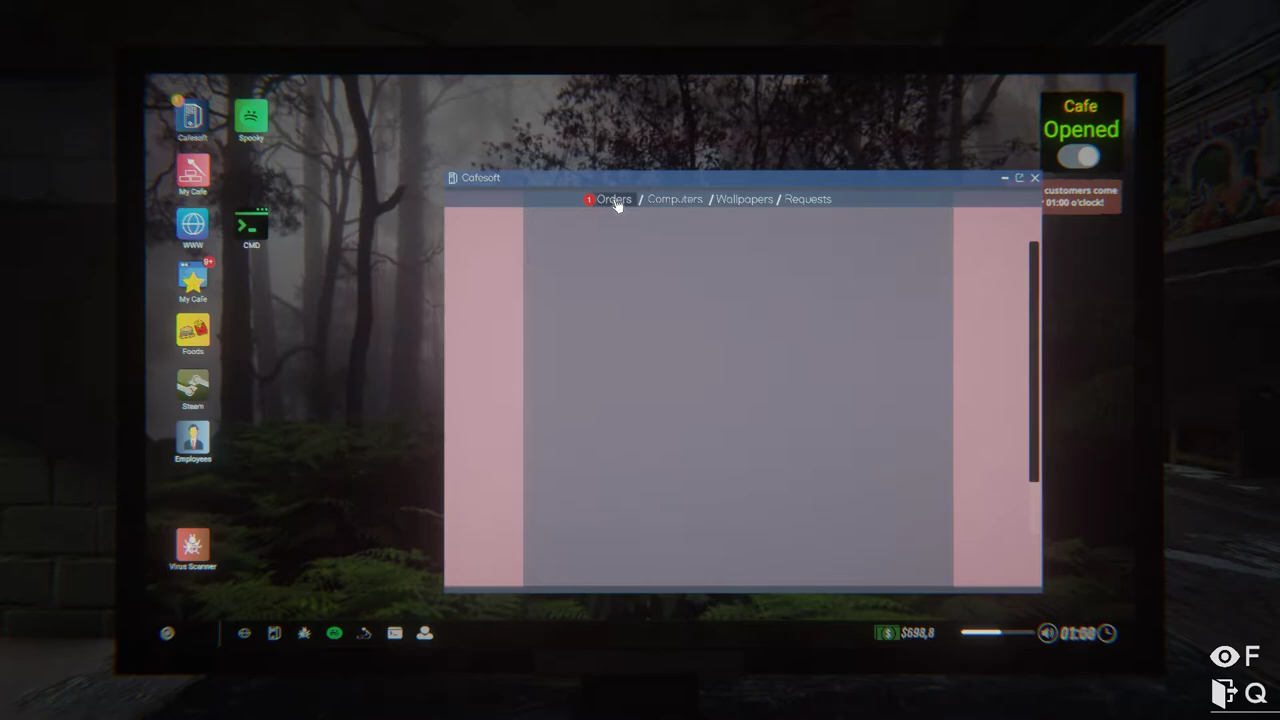 Cafesoft
Spooky
My Cafe
WWW
CMD
9+
My Cafe
Foods
Steam
Employees
Virus Scanner
Cafesoft
1 Orders / Computers / Wallpapers / Requests
Cafe
Opened
customers come
01:00 o'clock!
$698,8
F
Q